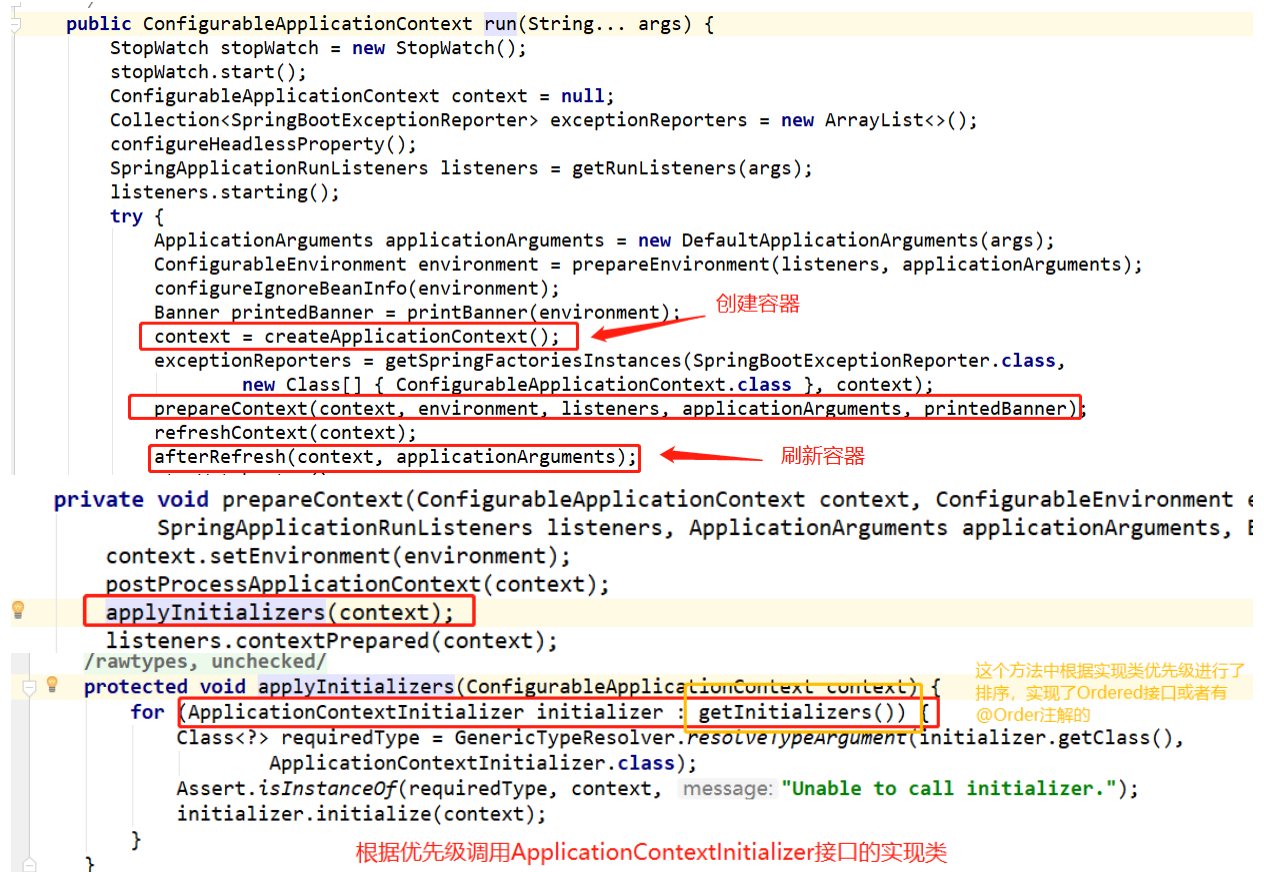 public ConfigurableApplicationContext run(String... args) {
StopWatch stopWatch = new StopWatch();
stopWatch.start();
ConfigurableApplicationContext context = null;
Collection<SpringBootExceptionReporter> exceptionReporters = new ArrayList<>();
configureHeadlessProperty();
SpringApplicationRunListeners listeners = getRunListeners(args);
listeners.starting();
try {
ApplicationArguments applicationArguments = new DefaultApplicationArguments(args);
ConfigurableEnvironment environment = prepareEnvironment(listeners, applicationArguments);
configureIgnoreBeanInfo(environment);
Banner printedBanner = printBanner(environment);
创建容器
context = createApplicationContext();
exceptionReporters = getSpringFactoriesInstances(SpringBootExceptionReporter.class,
new Class[] { ConfigurableApplicationContext.class }, context);
prepareContext(context, environment, listeners, applicationArguments, printedBanner);
refreshContext(context);
afterRefresh(context, applicationArguments);
刷新容器
private void prepareContext(ConfigurableApplicationContext context, ConfigurableEnvironment e
SpringApplicationRunListeners listeners, ApplicationArguments applicationArguments, B
context.setEnvironment(environment);
postProcessApplicationContext(context);
applyInitializers(context);
listeners.contextPrepared(context);
/rawtypes, unchecked/
protected void applyInitializers(ConfigurableApplicationContext context) {
这个方法中根据实现类优先级进行了
排序，实现了Ordered接口或者有
@Order注解的
for (ApplicationContextInitializer initializer : getInitializers()) {
Class<?> requiredType = GenericTypeResolver.resolveTypeArgument(initializer.getClass(),
ApplicationContextInitializer.class);
Assert.isInstanceOf(requiredType, context, message: "Unable to call initializer.");
initializer.initialize(context);
}
根据优先级调用ApplicationContextInitializer接口的实现类
}